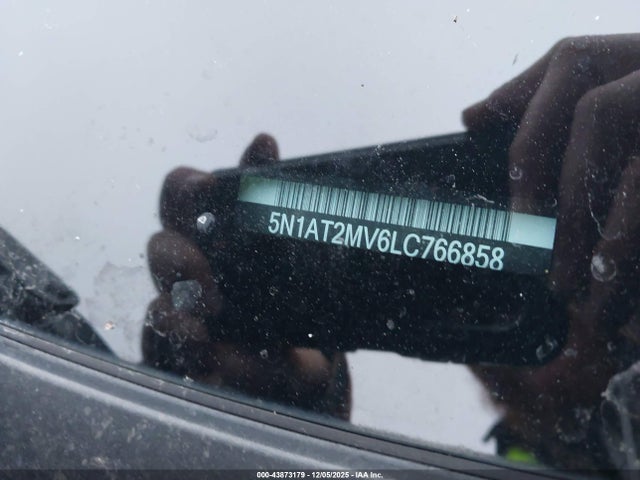 5N1AT2MV6LC766858
000-43873179 • 12/05/2025 • IAA Inc.